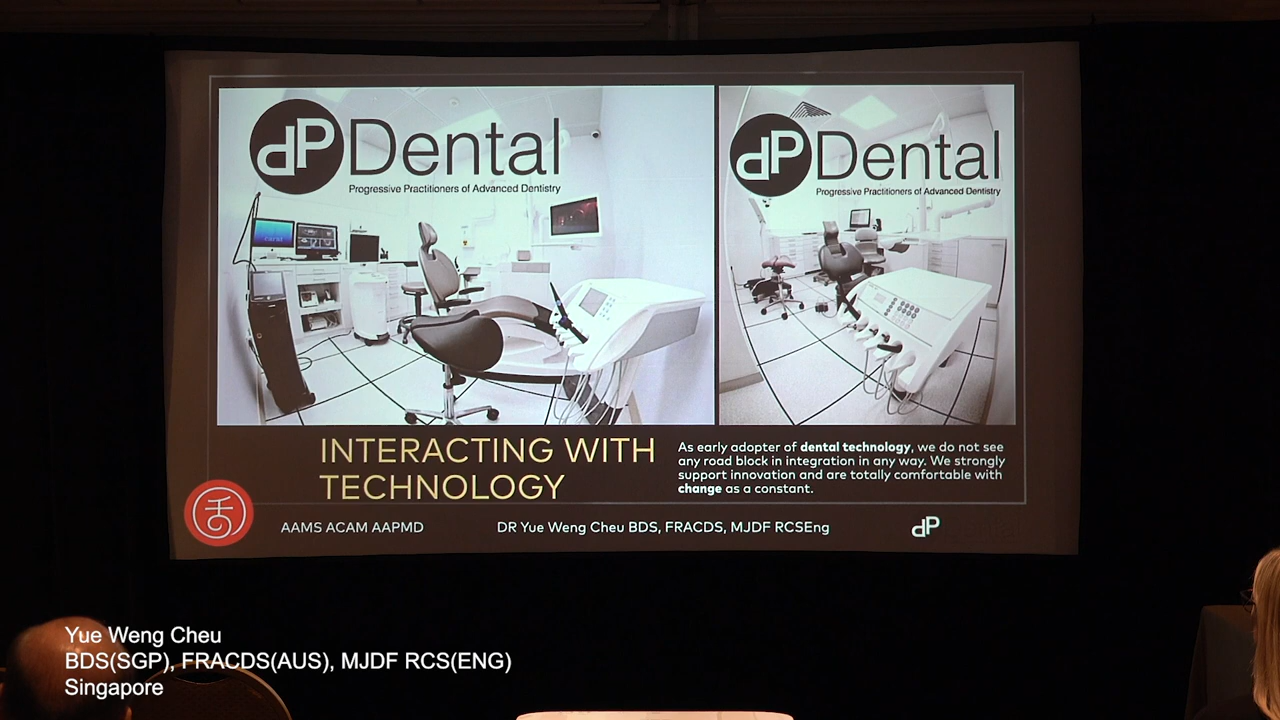 dP Dental
Progressive Practitioners of Advanced Dentistry
dP Dental
Progressive Practitioners of Advanced Dentistry
INTERACTING WITH
TECHNOLOGY
As early adopter of dental technology, we do not see
any road block in integration in any way. We strongly
support innovation and are totally comfortable with
change as a constant.
AAMS ACAM AAPMD
DR Yue Weng Cheu BDS, FRACDS, MJDF RCSEng
dP
Yue Weng Cheu
BDS(SGP), FRACDS(AUS), MJDF RCS(ENG)
Singapore